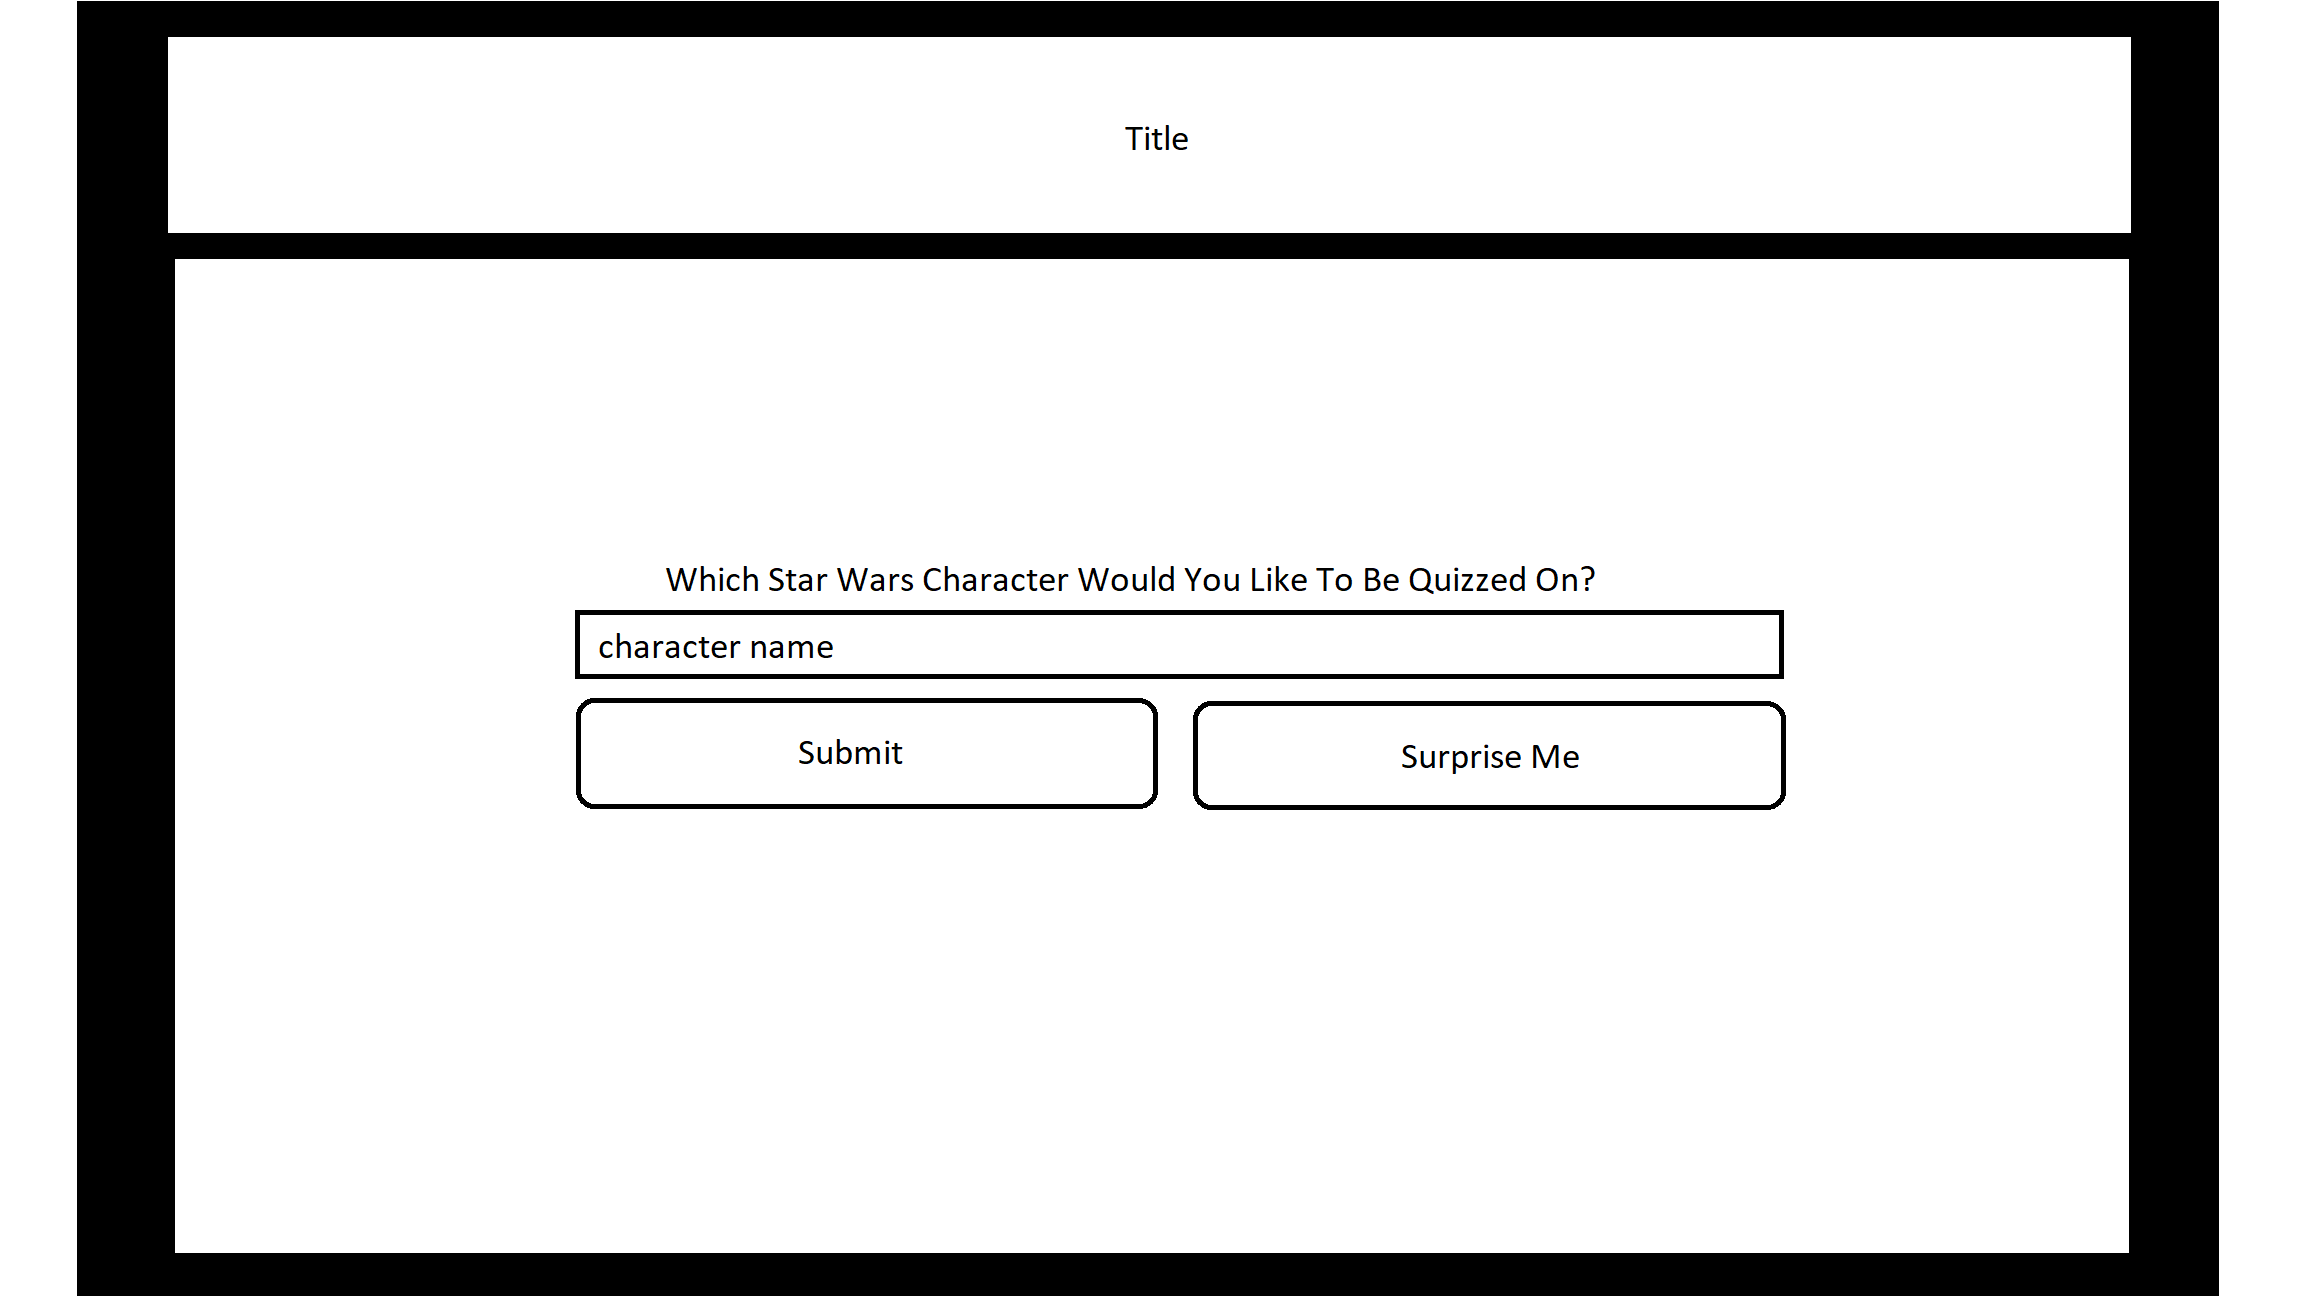 Title
Which Star Wars Character Would You Like To Be Quizzed On?
character name
Submit
Surprise Me